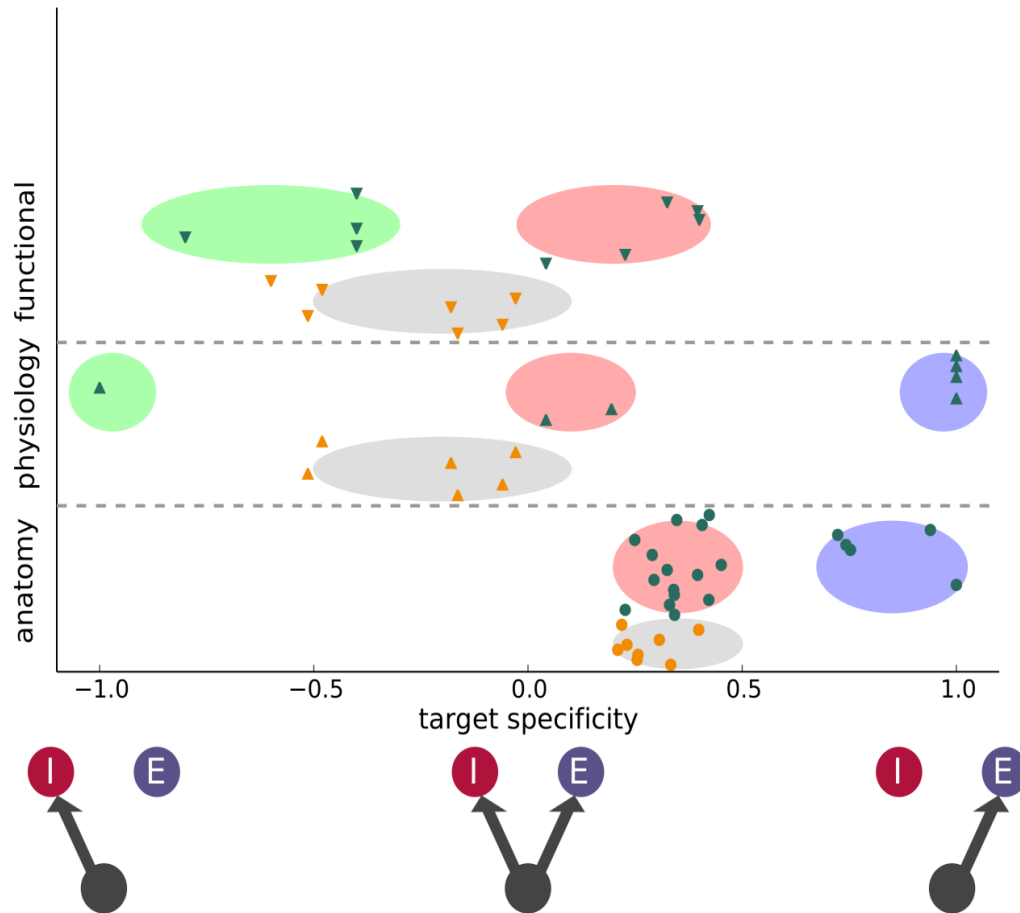 functional
physiology
anatomy
−1.0 −0.5 0.0 0.5 1.0
target specificity
I E I E I E